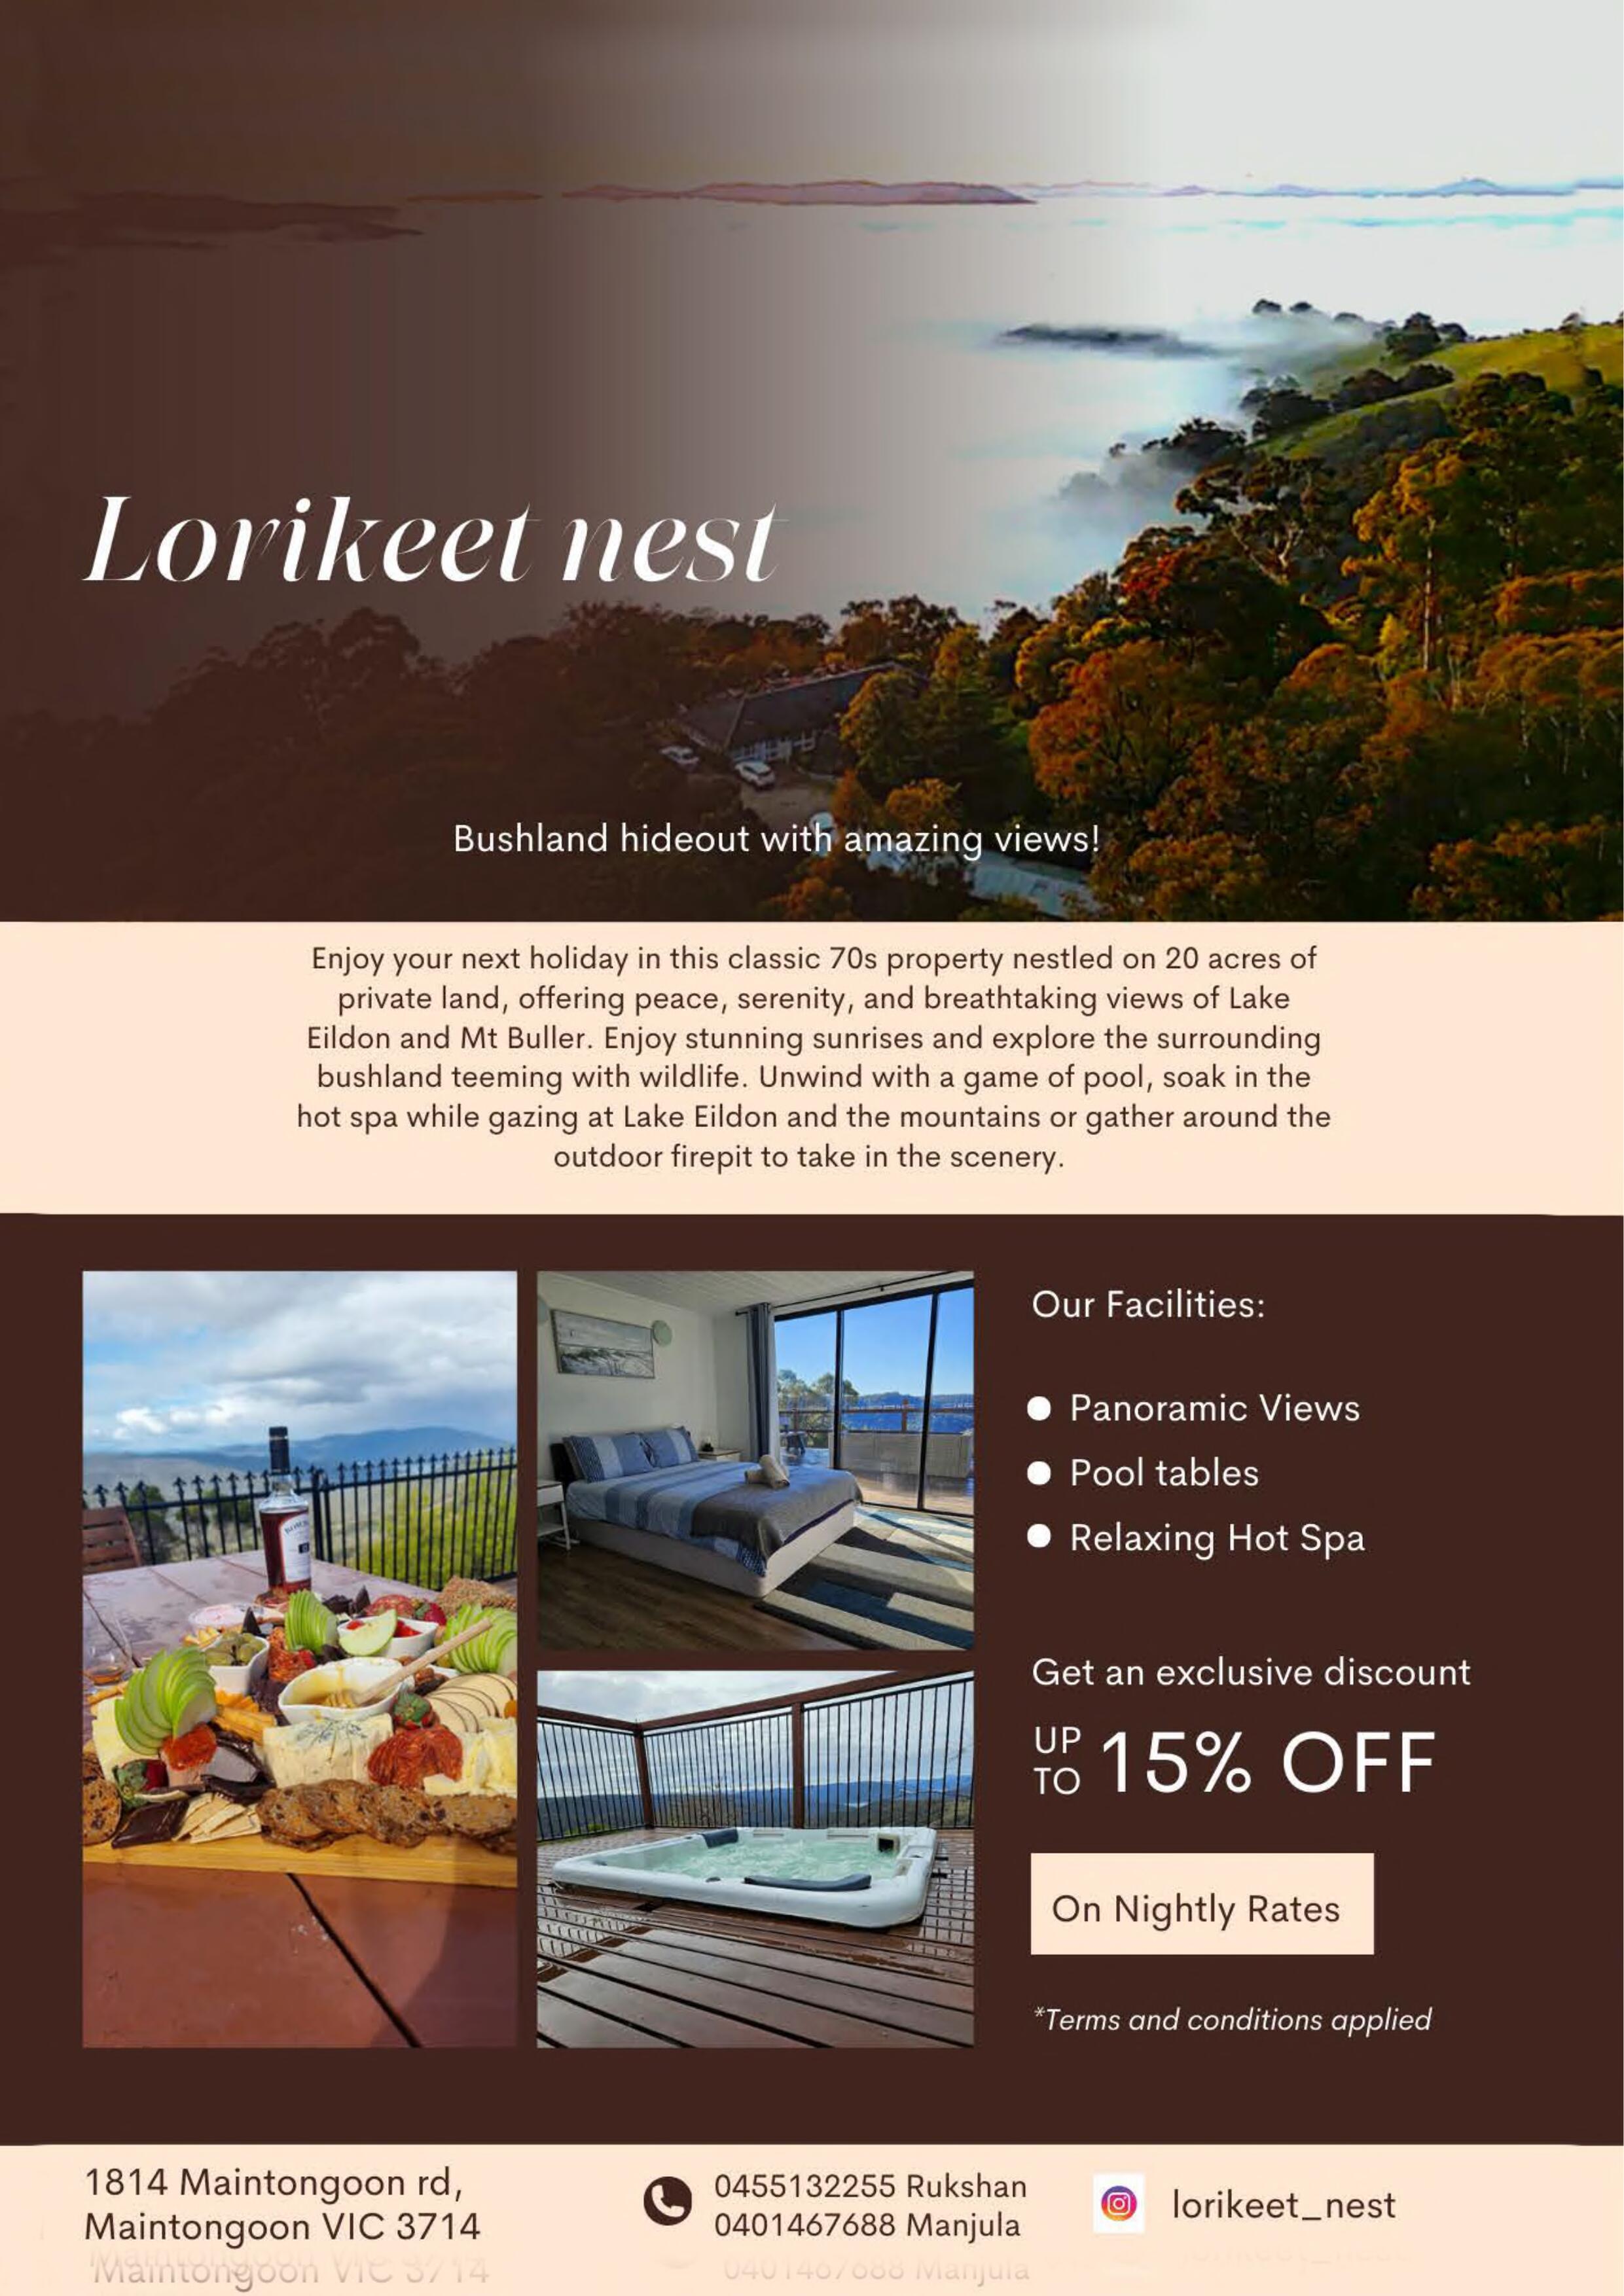 Lorikeet nest
Bushland hideout with amazing views!
Enjoy your next holiday in this classic 70s property nestled on 20 acres of
private land, offering peace, serenity, and breathtaking views of Lake
Eildon and Mt Buller. Enjoy stunning sunrises and explore the surrounding
bushland teeming with wildlife. Unwind with a game of pool, soak in the
hot spa while gazing at Lake Eildon and the mountains or gather around the
outdoor firepit to take in the scenery.
Our Facilities:
● Panoramic Views
● Pool tables
● Relaxing Hot Spa
Get an exclusive discount
UP TO 15% OFF
On Nightly Rates
*Terms and conditions applied
1814 Maintongoon rd,
Maintongoon VIC 3714
0455132255 Rukshan
0401467688 Manjula
lorikeet_nest
Maintongoon VIC 3714
0401467688 Manjula